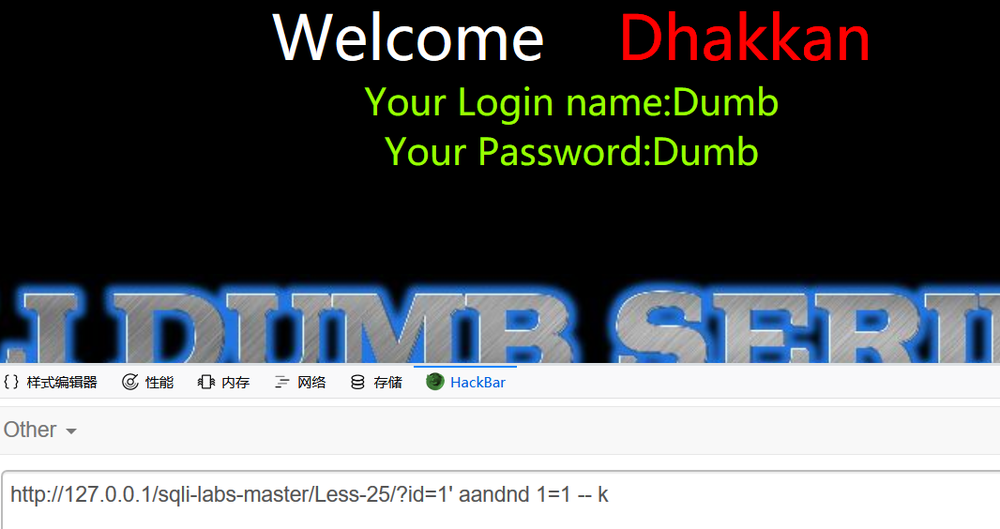 Welcome Dhakkan
Your Login name:Dumb
Your Password:Dumb
LI DUMB SERI
{} 样式编辑器 性能 内存 网络 存储 HackBar
Other
http://127.0.0.1/sqli-labs-master/Less-25/?id=1' aandnd 1=1 -- k